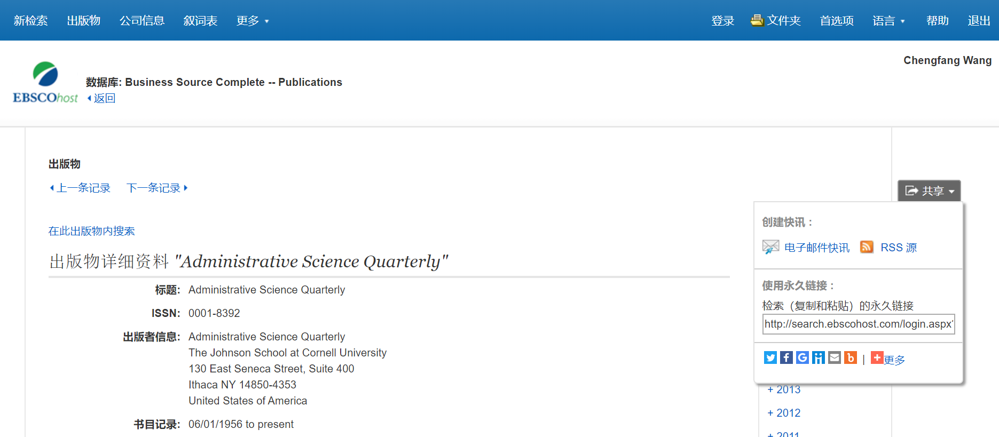 新检索 出版物 公司信息 叙词表 更多 登录 文件夹 首选项 语言 帮助 退出
Chengfang Wang
EBSCOhost
数据库: Business Source Complete -- Publications
返回
出版物
上一条记录 下一条记录
共享
创建快讯：
电子邮件快讯 RSS 源
使用永久链接：
检索（复制和粘贴）的永久链接
http://search.ebscohost.com/login.aspx
更多
在此出版物内搜索
出版物详细资料 "Administrative Science Quarterly"
标题: Administrative Science Quarterly
ISSN: 0001-8392
出版者信息: Administrative Science Quarterly
The Johnson School at Cornell University
130 East Seneca Street, Suite 400
Ithaca NY 14850-4353
United States of America
书目记录: 06/01/1956 to present
+ 2013
+ 2012
+ 2011